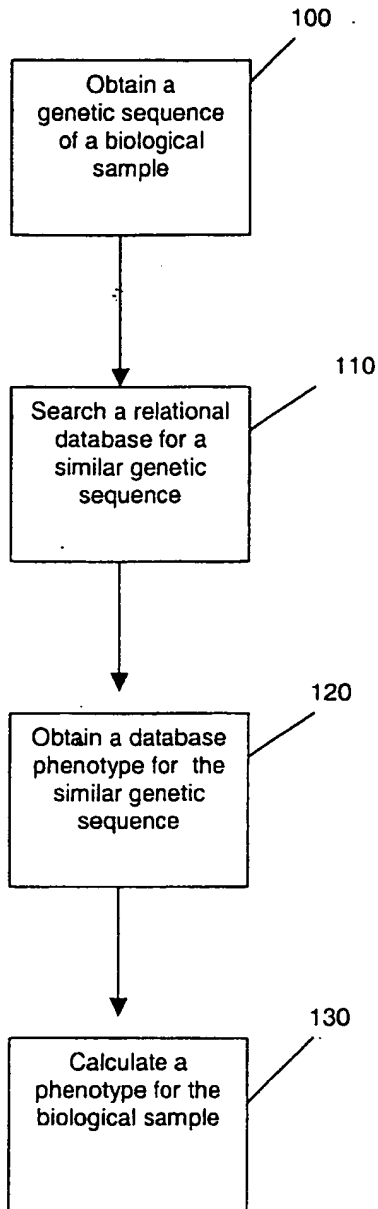 100
Obtain a
genetic sequence
of a biological
sample
110
Search a relational
database for a
similar genetic
sequence
120
Obtain a database
phenotype for the
similar genetic
sequence
130
Calculate a
phenotype for the
biological sample